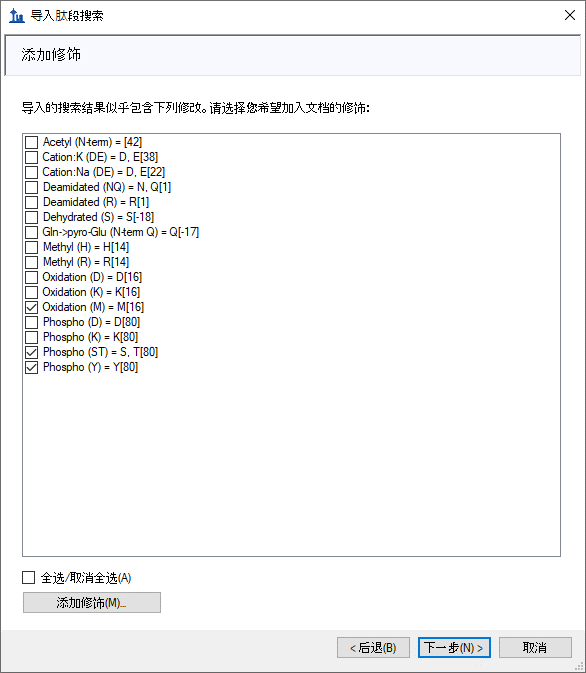 导入肽段搜索
添加修饰
导入的搜索结果似乎包含下列修改。请选择您希望加入文档的修饰:
Acetyl (N-term) = [42]
Cation:K (DE) = D, E[38]
Cation:Na (DE) = D, E[22]
Deamidated (NQ) = N, Q[1]
Deamidated (R) = R[1]
Dehydrated (S) = S[-18]
Gln->pyro-Glu (N-term Q) = Q[-17]
Methyl (H) = H[14]
Methyl (R) = R[14]
Oxidation (D) = D[16]
Oxidation (K) = K[16]
Oxidation (M) = M[16]
Phospho (D) = D[80]
Phospho (K) = K[80]
Phospho (ST) = S, T[80]
Phospho (Y) = Y[80]
全选/取消全选(A)
添加修饰(M)...
< 后退(B) 下一步(N) > 取消